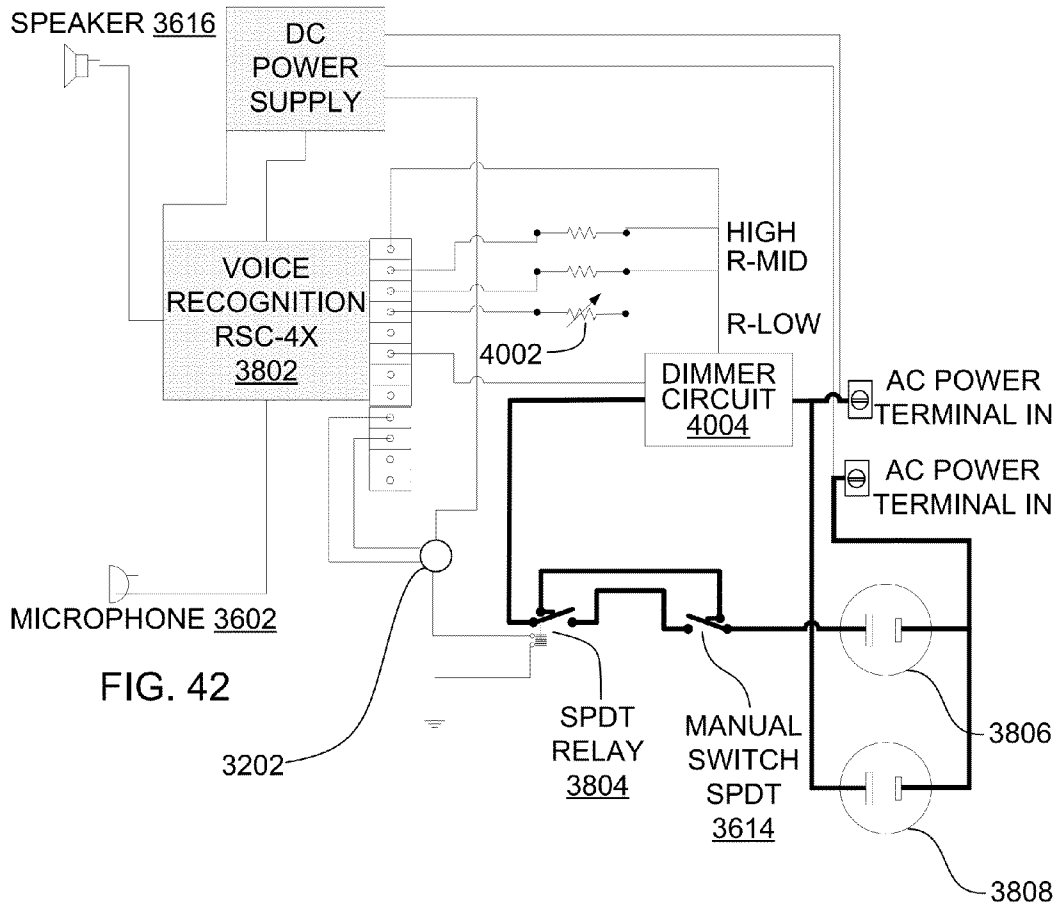 SPEAKER 3616
DC
POWER
SUPPLY
HIGH
R-MID
R-LOW
VOICE
RECOGNITION
RSC-4X
3802
4002
DIMMER
CIRCUIT
4004
AC POWER
TERMINAL IN
AC POWER
TERMINAL IN
MICROPHONE 3602
FIG. 42
3202
SPDT
RELAY
3804
MANUAL
SWITCH
SPDT
3614
3806
3808